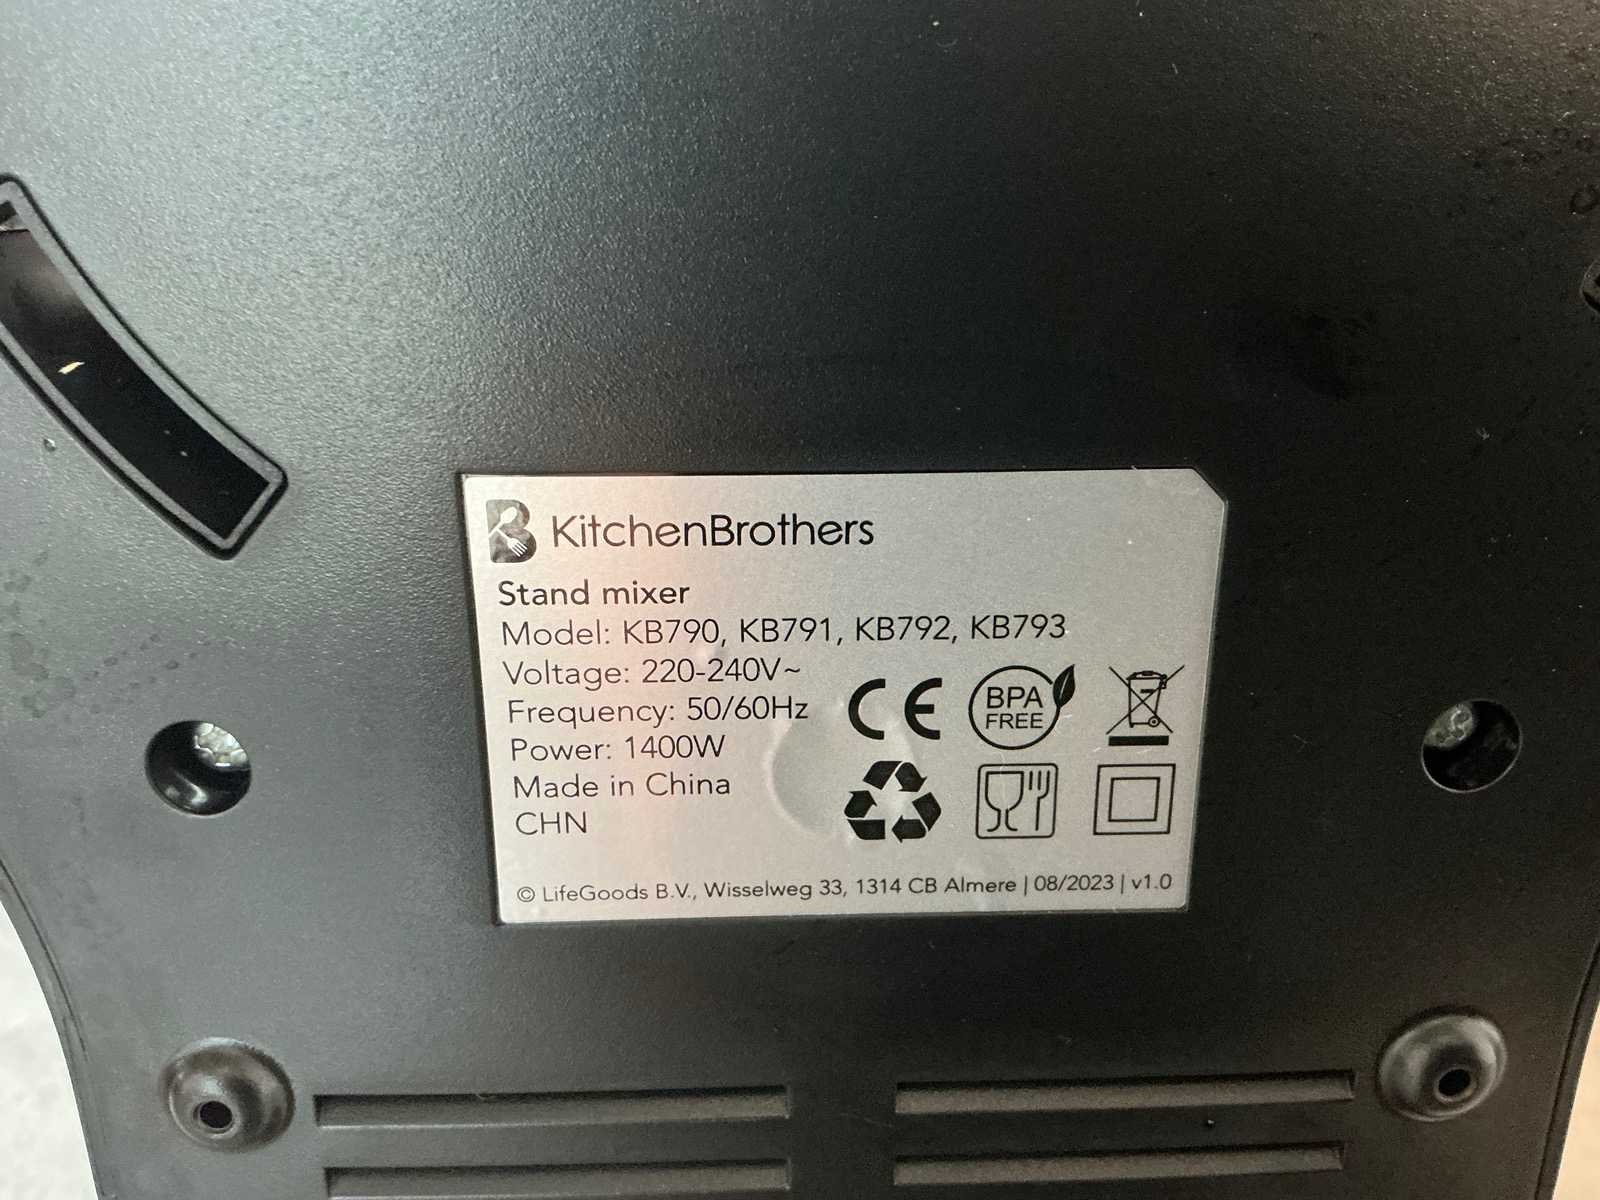 KitchenBrothers
Stand mixer
Model: KB790, KB791, KB792, KB793
Voltage: 220-240V~
Frequency: 50/60Hz
Power: 1400W
Made in China
CHN
CE
BPA
FREE
© LifeGoods B.V., Wisselweg 33, 1314 CB Almere | 08/2023 | v1.0